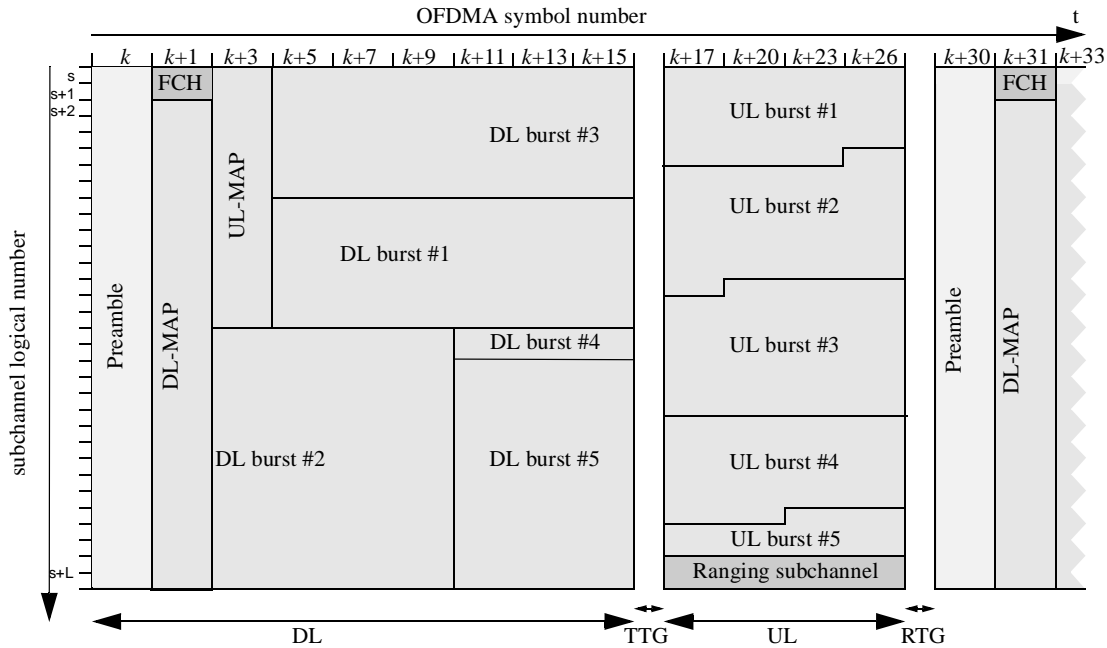 OFDMA symbol number
t
k k+1 k+3 k+5 k+7 k+9 k+11 k+13 k+15 k+17 k+20 k+23 k+26 k+30 k+31 k+33
s
s+1
s+2
s+L
subchannel logical number
Preamble
FCH
DL-MAP
UL-MAP
DL burst #3
DL burst #1
DL burst #2
DL burst #4
DL burst #5
UL burst #1
UL burst #2
UL burst #3
UL burst #4
UL burst #5
Ranging subchannel
Preamble
FCH
DL-MAP
DL TTG UL RTG